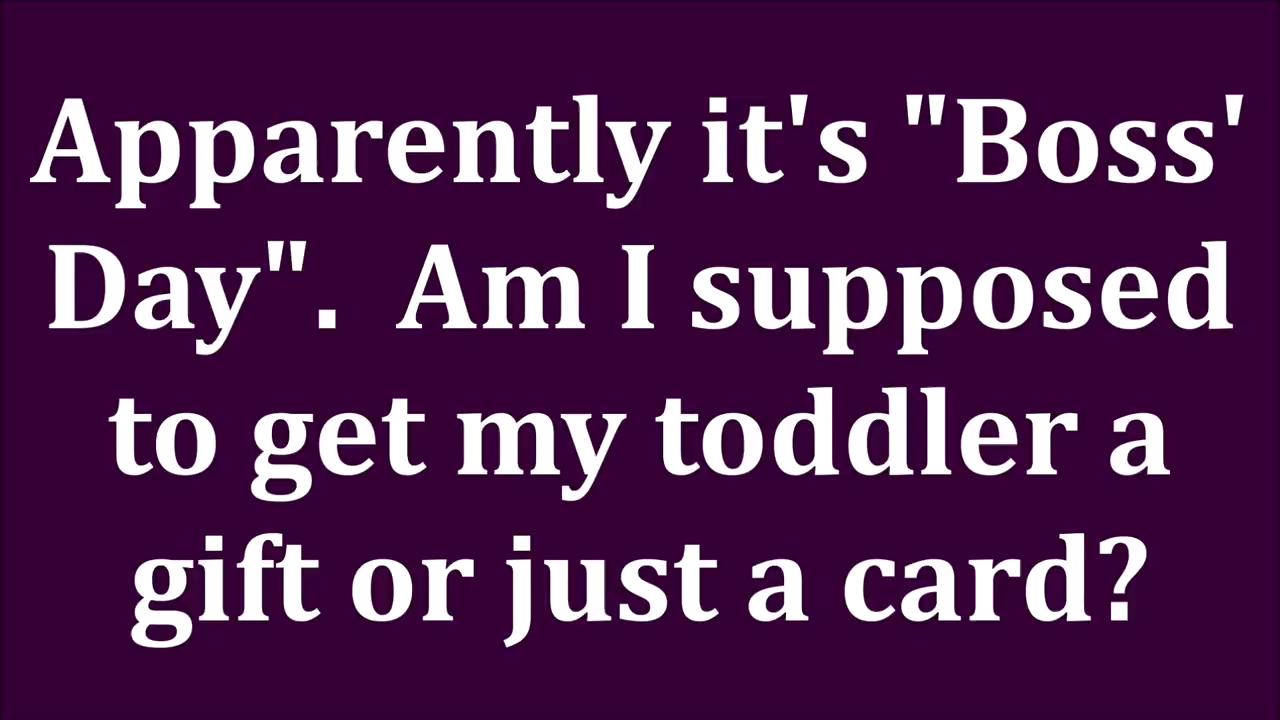 Apparently it's "Boss'
Day".  Am I supposed
to get my toddler a
gift or just a card?